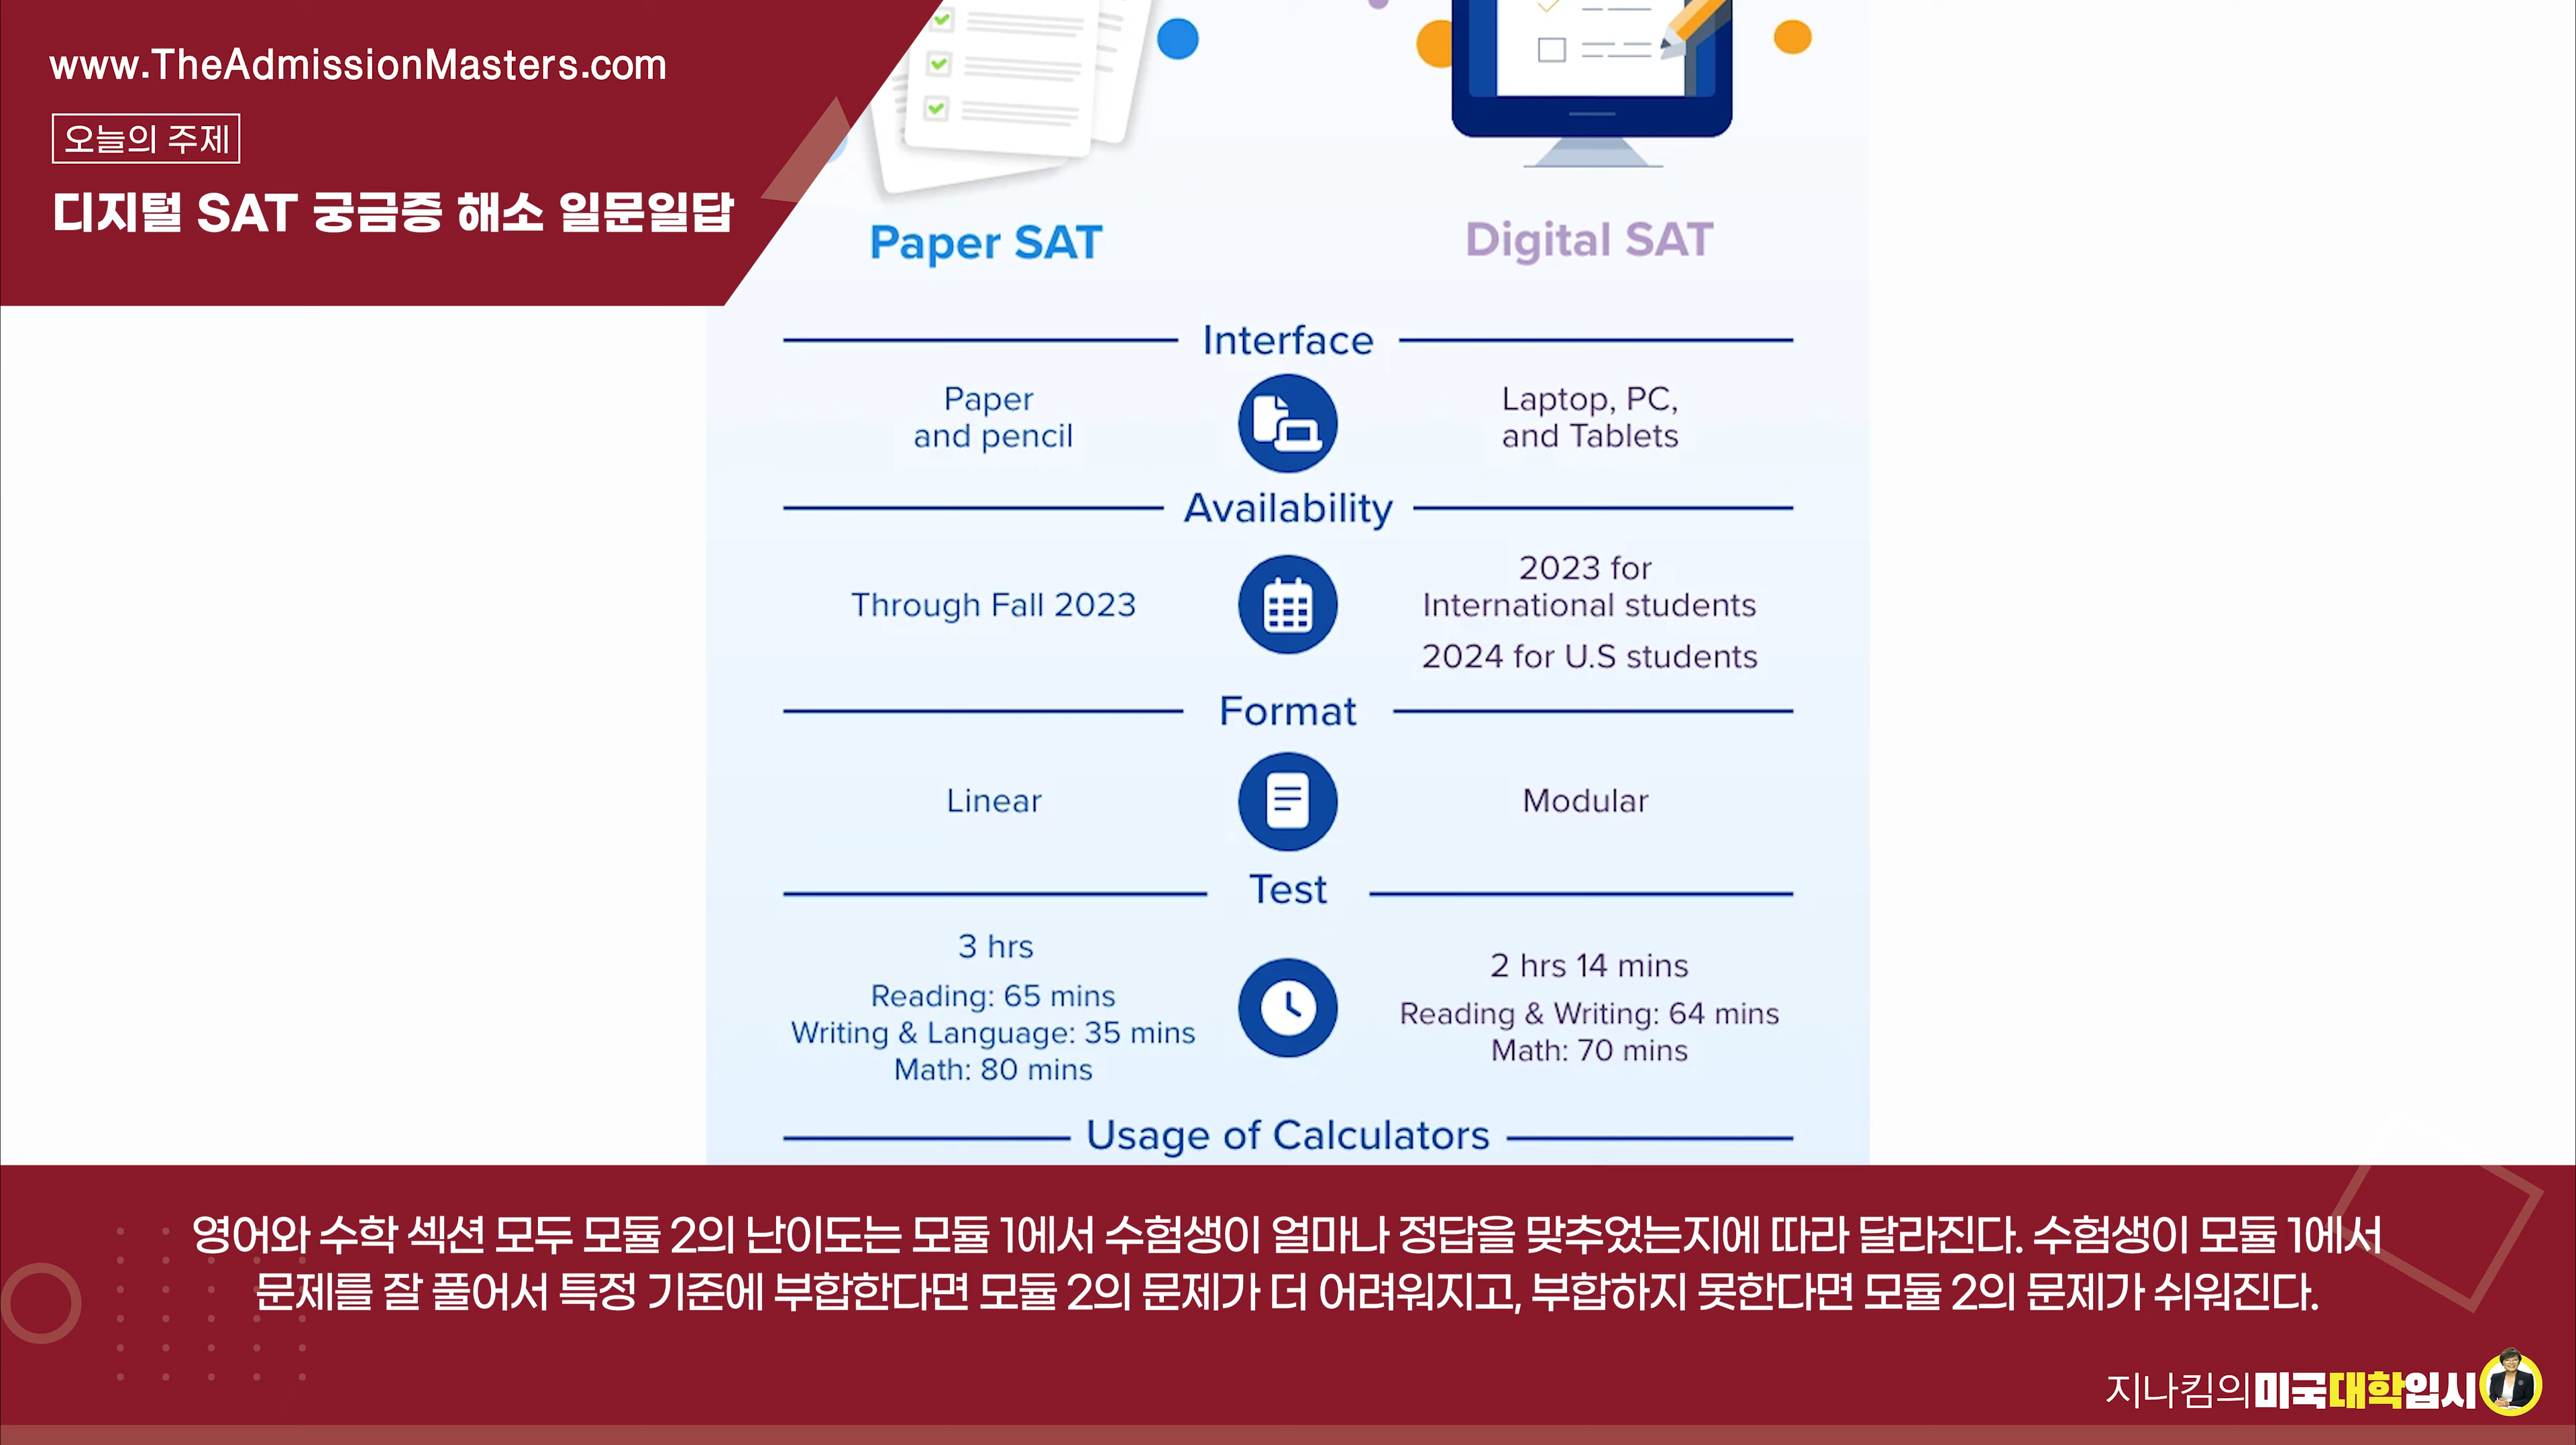 www.TheAdmissionMasters.com
오늘의 주제
디지털 SAT 궁금증 해소 일문일답
Paper SAT
Digital SAT
Interface
Paper
and pencil
Laptop, PC,
and Tablets
Availability
Through Fall 2023
2023 for
International students
2024 for U.S students
Format
Linear
Modular
Test
3 hrs
Reading: 65 mins
Writing & Language: 35 mins
Math: 80 mins
2 hrs 14 mins
Reading & Writing: 64 mins
Math: 70 mins
Usage of Calculators
영어와 수학 섹션 모두 모듈 2의 난이도는 모듈 1에서 수험생이 얼마나 정답을 맞추었는지에 따라 달라진다. 수험생이 모듈 1에서
문제를 잘 풀어서 특정 기준에 부합한다면 모듈 2의 문제가 더 어려워지고, 부합하지 못한다면 모듈 2의 문제가 쉬워진다.
지나킴의미국대학입시